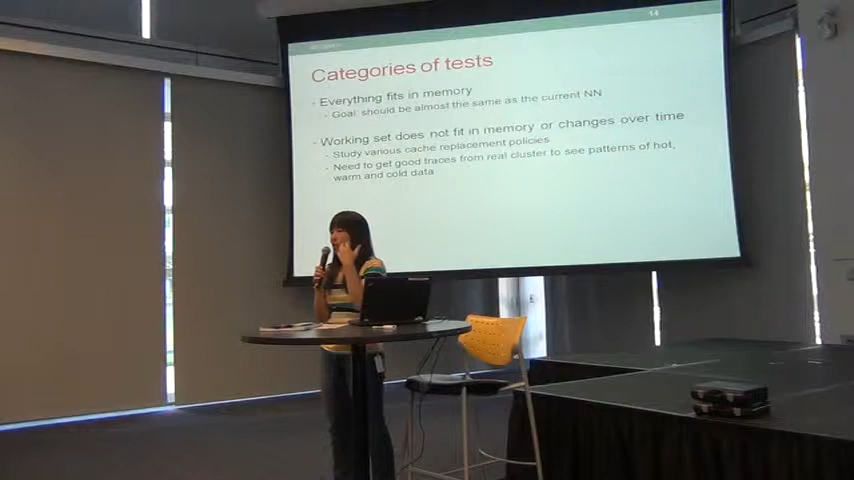 14
Categories of tests
- Everything fits in memory
- Goal: should be almost same as the current NN
- Working set does not fit in memory or changes over time
- Study various cache replacement policies
- Need to get good traces from real cluster to see patterns of hot,
warm and cold data